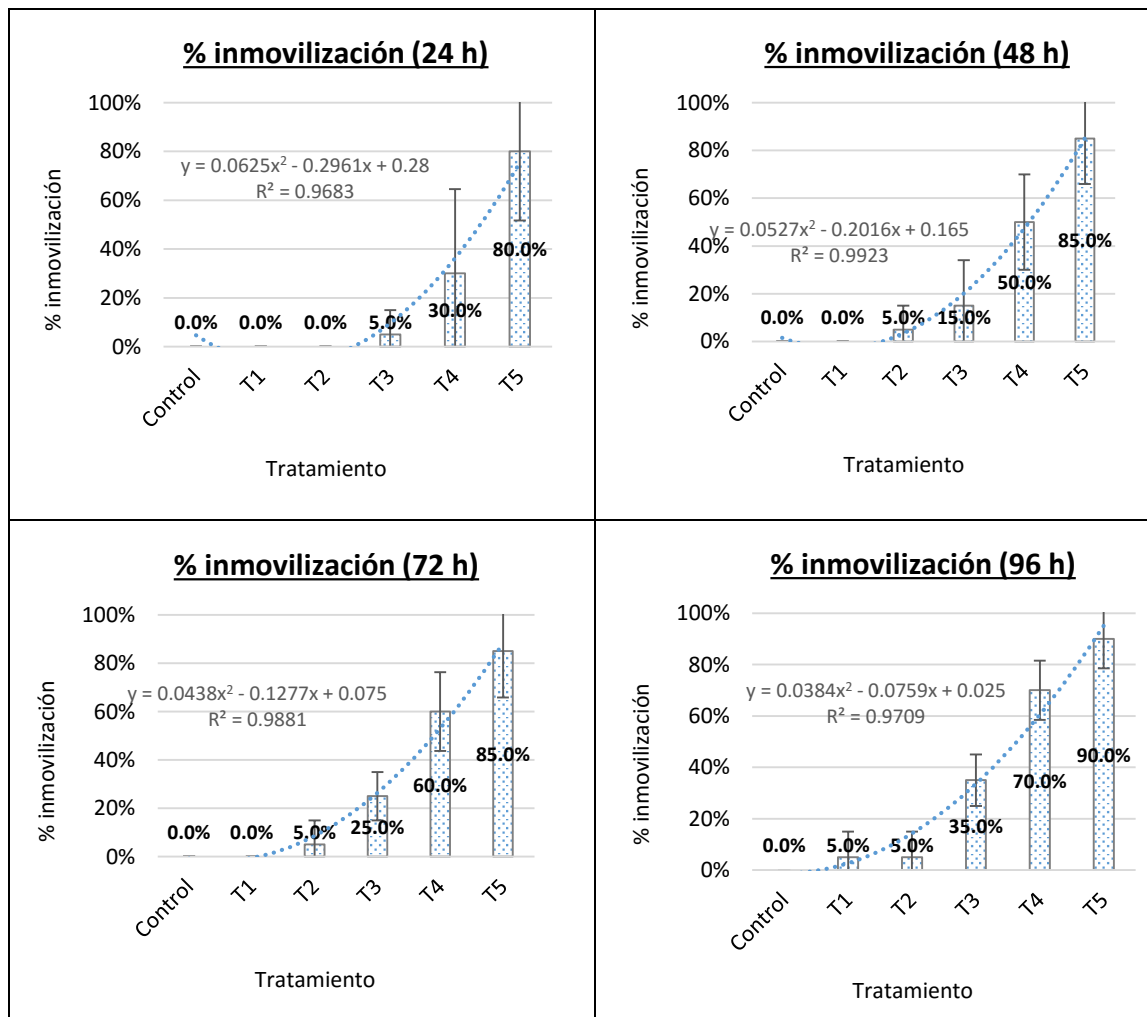 % inmovilización (24 h)
% inmovilización
100%
80%
60%
40%
20%
0%
y = 0.0625x² - 0.2961x + 0.28
R² = 0.9683
0.0% 0.0% 0.0% 5.0% 30.0% 80.0%
Control T1 T2 T3 T4 T5
Tratamiento
% inmovilización (48 h)
% inmovilización
100%
80%
60%
40%
20%
0%
y = 0.0527x² - 0.2016x + 0.165
R² = 0.9923
0.0% 0.0% 5.0% 15.0% 50.0% 85.0%
Control T1 T2 T3 T4 T5
Tratamiento
% inmovilización (72 h)
% inmovilización
100%
80%
60%
40%
20%
0%
y = 0.0438x² - 0.1277x + 0.075
R² = 0.9881
0.0% 0.0% 5.0% 25.0% 60.0% 85.0%
Control T1 T2 T3 T4 T5
Tratamiento
% inmovilización (96 h)
% inmovilización
100%
80%
60%
40%
20%
0%
y = 0.0384x² - 0.0759x + 0.025
R² = 0.9709
0.0% 5.0% 5.0% 35.0% 70.0% 90.0%
Control T1 T2 T3 T4 T5
Tratamiento